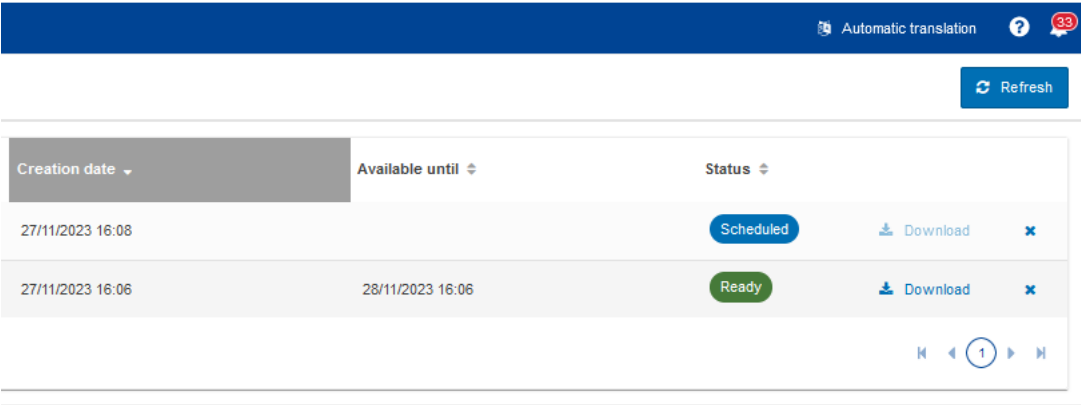 Automatic translation ? 33
Refresh
Creation date Available until Status
27/11/2023 16:08 Scheduled Download
27/11/2023 16:06 28/11/2023 16:06 Ready Download
1